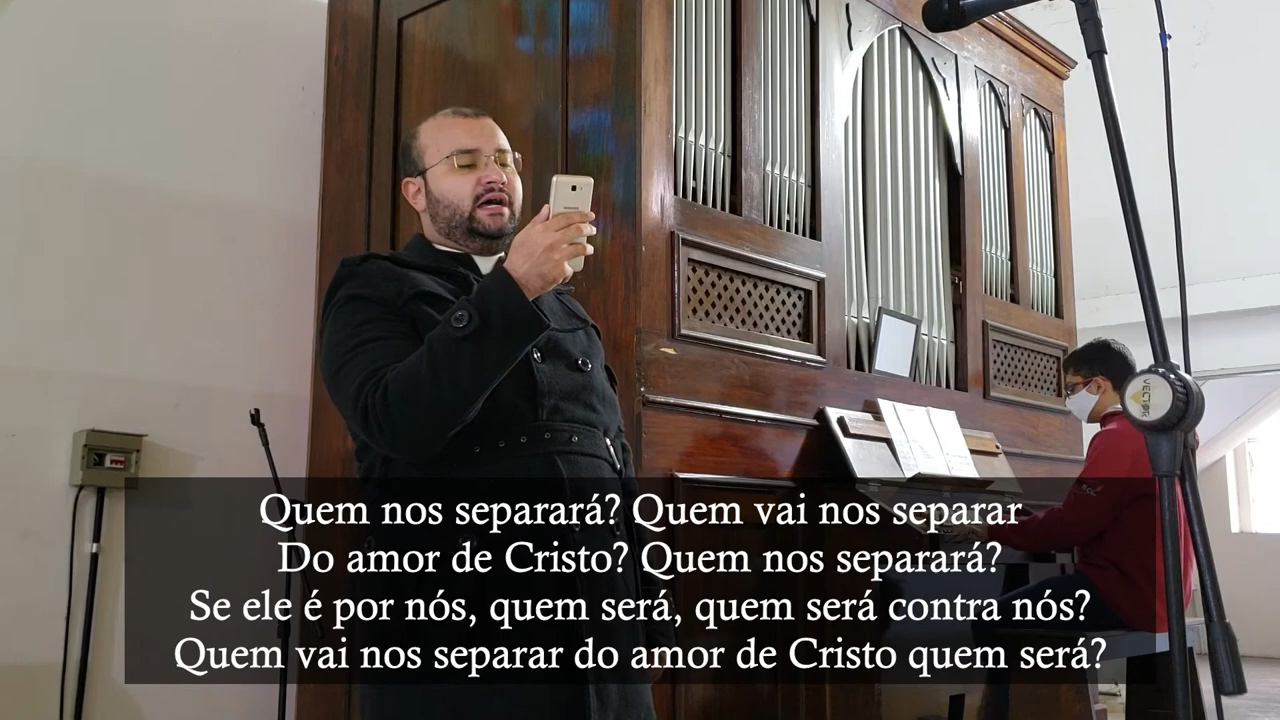 VECTOR
Quem nos separará? Quem vai nos separar
Do amor de Cristo? Quem nos separará?
Se ele é por nós, quem será, quem será contra nós?
Quem vai nos separar do amor de Cristo quem será?